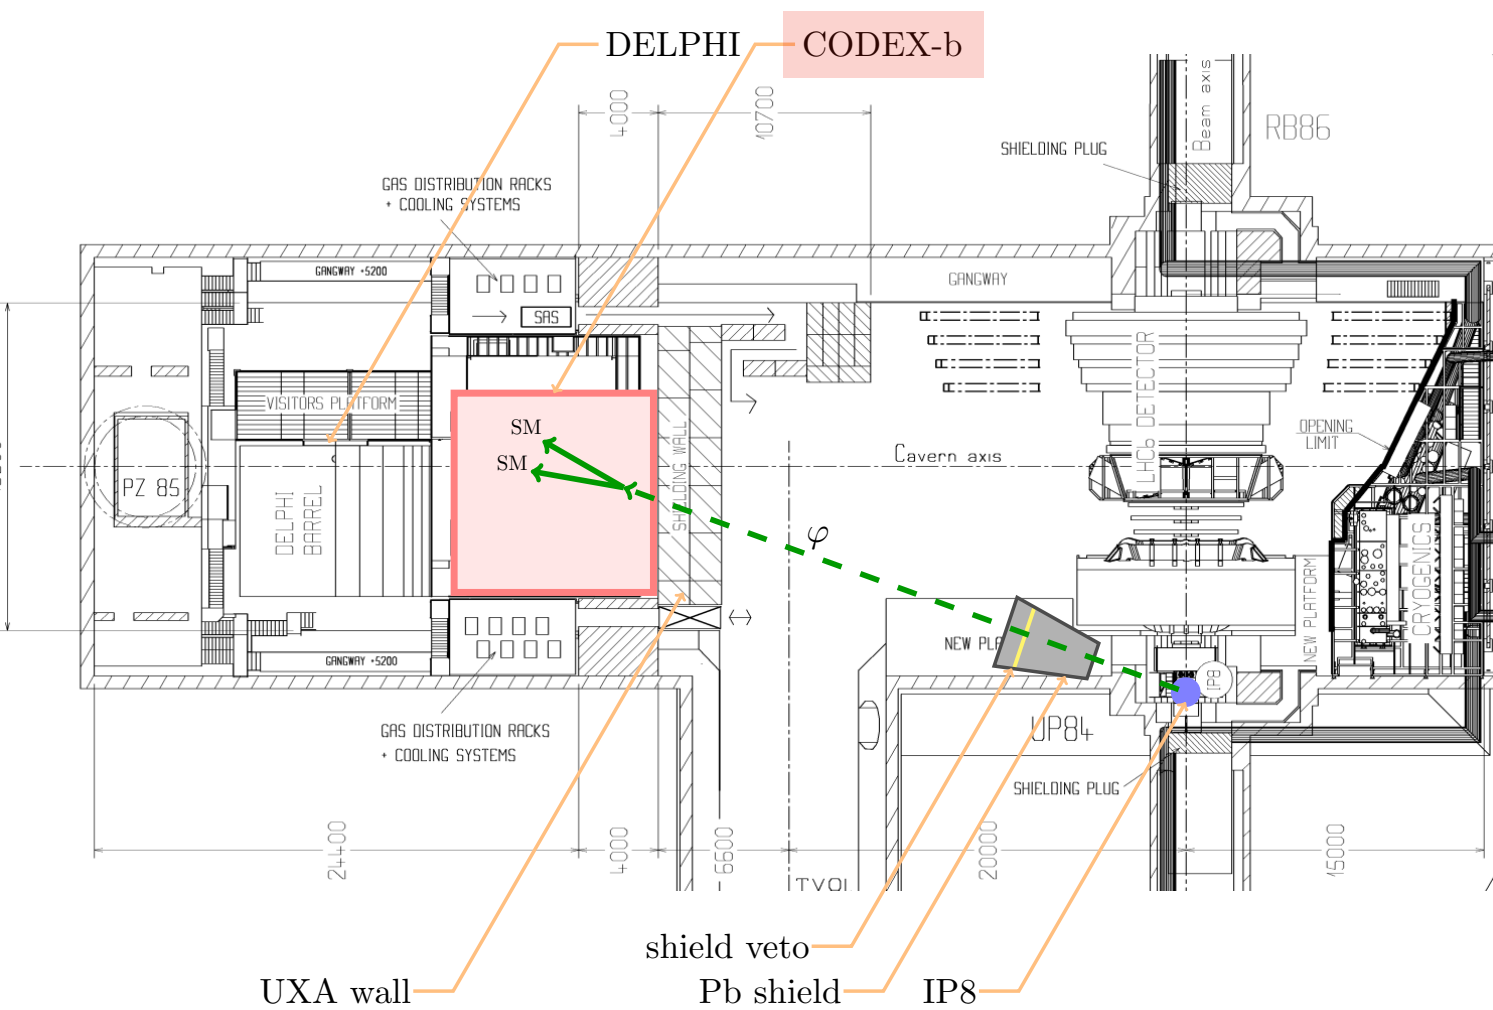 DELPHI
CODEX-b
4000
10700
Beam axis
RB86
SHIELDING PLUG
GAS DISTRIBUTION RACKS
+ COOLING SYSTEMS
GANGWAY +5200
GANGWAY
SAS
LHCb DETECTOR
VISITORS PLATFORM
SM
SM
SHIELDING WALL
OPENING
LIMIT
Cavern axis
PZ 85
DELPHI
BARREL
φ
CRYOGENICS
NEW PLATFORM
NEW PLA
IP8
GANGWAY +5200
GAS DISTRIBUTION RACKS
+ COOLING SYSTEMS
UP84
SHIELDING PLUG
24400
4000
6600
20000
15000
shield veto
UXA wall
Pb shield
IP8